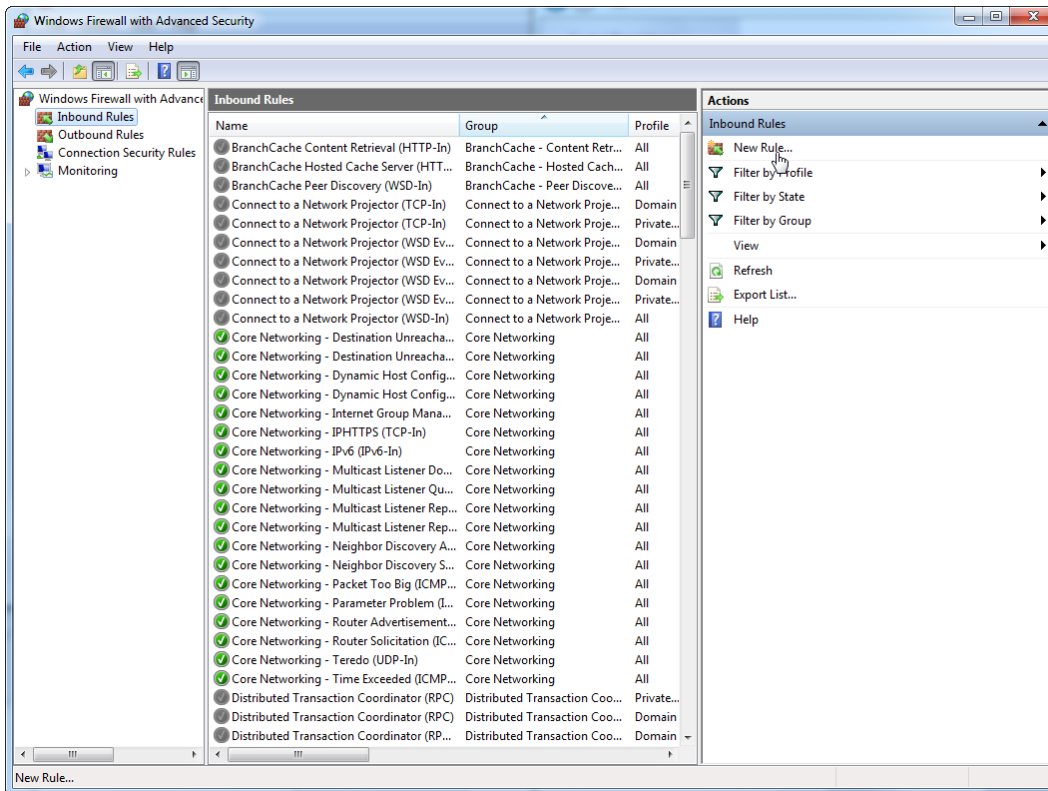 Windows Firewall with Advanced Security
File Action View Help
Windows Firewall with Advance
Inbound Rules
Outbound Rules
Connection Security Rules
Monitoring
Inbound Rules
Name Group Profile
BranchCache Content Retrieval (HTTP-In) BranchCache - Content Retr... All
BranchCache Hosted Cache Server (HTT... BranchCache - Hosted Cach... All
BranchCache Peer Discovery (WSD-In) BranchCache - Peer Discove... All
Connect to a Network Projector (TCP-In) Connect to a Network Proje... Domain
Connect to a Network Projector (TCP-In) Connect to a Network Proje... Private...
Connect to a Network Projector (WSD Ev... Connect to a Network Proje... Domain
Connect to a Network Projector (WSD Ev... Connect to a Network Proje... Private...
Connect to a Network Projector (WSD Ev... Connect to a Network Proje... Domain
Connect to a Network Projector (WSD Ev... Connect to a Network Proje... Private...
Connect to a Network Projector (WSD-In) Connect to a Network Proje... All
Core Networking - Destination Unreacha... Core Networking All
Core Networking - Destination Unreacha... Core Networking All
Core Networking - Dynamic Host Config... Core Networking All
Core Networking - Dynamic Host Config... Core Networking All
Core Networking - Internet Group Mana... Core Networking All
Core Networking - IPHTTPS (TCP-In) Core Networking All
Core Networking - IPv6 (IPv6-In) Core Networking All
Core Networking - Multicast Listener Do... Core Networking All
Core Networking - Multicast Listener Qu... Core Networking All
Core Networking - Multicast Listener Rep... Core Networking All
Core Networking - Multicast Listener Rep... Core Networking All
Core Networking - Neighbor Discovery A... Core Networking All
Core Networking - Neighbor Discovery S... Core Networking All
Core Networking - Packet Too Big (ICMP... Core Networking All
Core Networking - Parameter Problem (I... Core Networking All
Core Networking - Router Advertisement... Core Networking All
Core Networking - Router Solicitation (IC... Core Networking All
Core Networking - Teredo (UDP-In) Core Networking All
Core Networking - Time Exceeded (ICMP... Core Networking All
Distributed Transaction Coordinator (RPC) Distributed Transaction Coo... Private...
Distributed Transaction Coordinator (RPC) Distributed Transaction Coo... Domain
Distributed Transaction Coordinator (RP... Distributed Transaction Coo... Domain
Actions
Inbound Rules
New Rule...
Filter by Profile
Filter by State
Filter by Group
View
Refresh
Export List...
Help
New Rule...